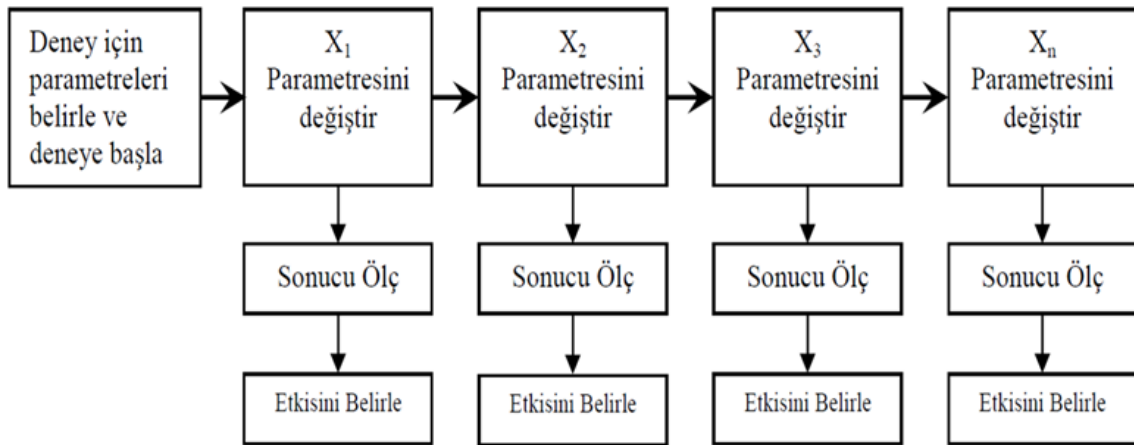 Deney için
parametreleri
belirle ve
deneye başla
X₁
Parametresini
değiştir
X₂
Parametresini
değiştir
X₃
Parametresini
değiştir
Xₙ
Parametresini
değiştir
Sonucu Ölç
Sonucu Ölç
Sonucu Ölç
Sonucu Ölç
Etkisini Belirle
Etkisini Belirle
Etkisini Belirle
Etkisini Belirle